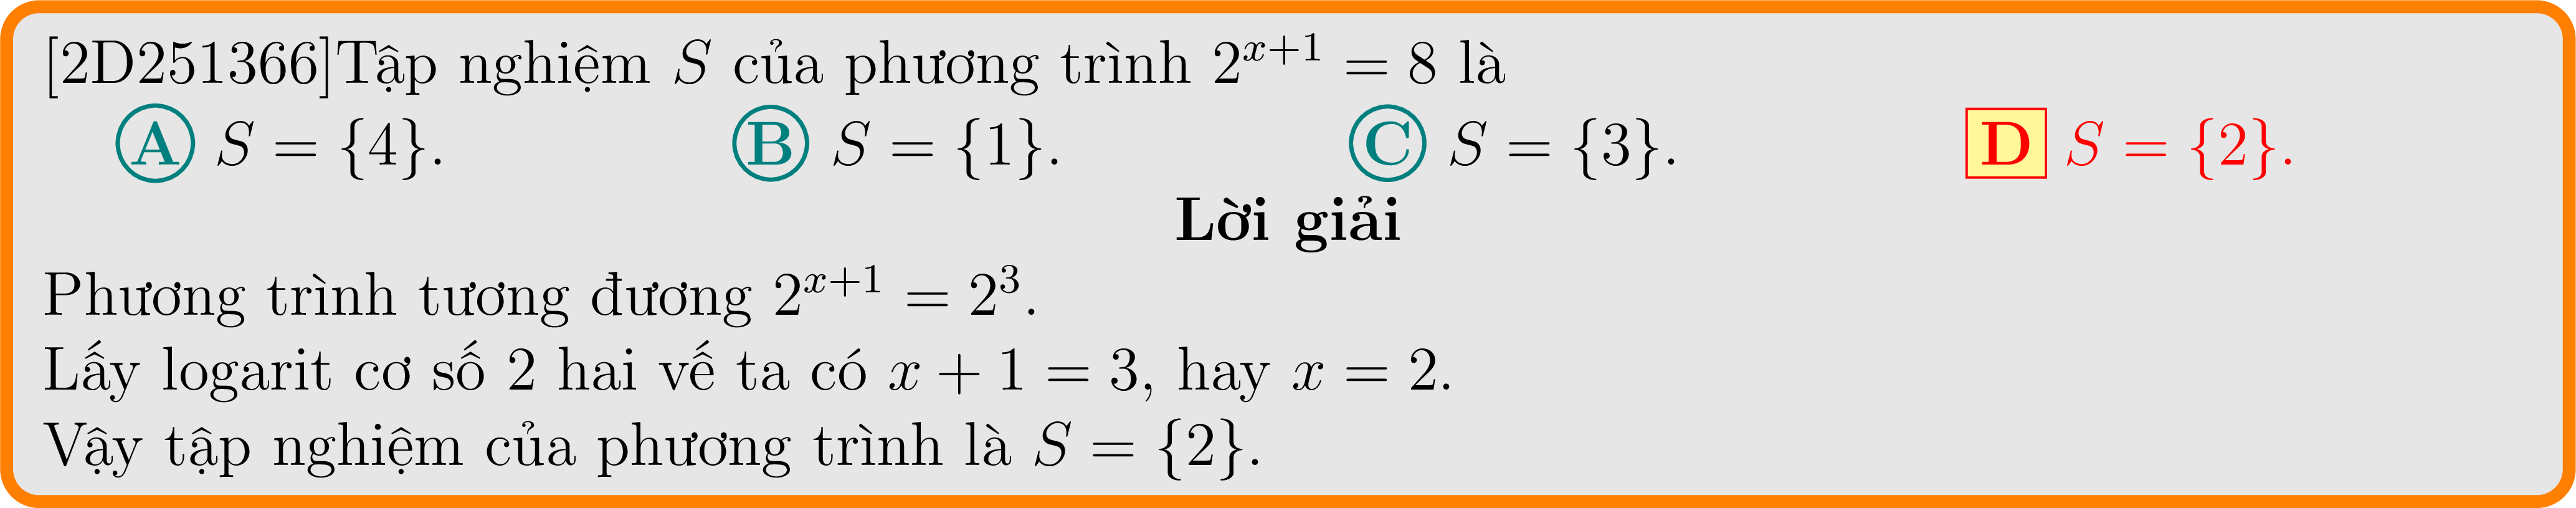 [2D251366]Tập nghiệm S của phương trình 2^{x+1} = 8 là
A S = {4}. B S = {1}. C S = {3}. D S = {2}.
Lời giải
Phương trình tương đương 2^{x+1} = 2^3.
Lấy logarit cơ số 2 hai vế ta có x + 1 = 3, hay x = 2.
Vậy tập nghiệm của phương trình là S = {2}.